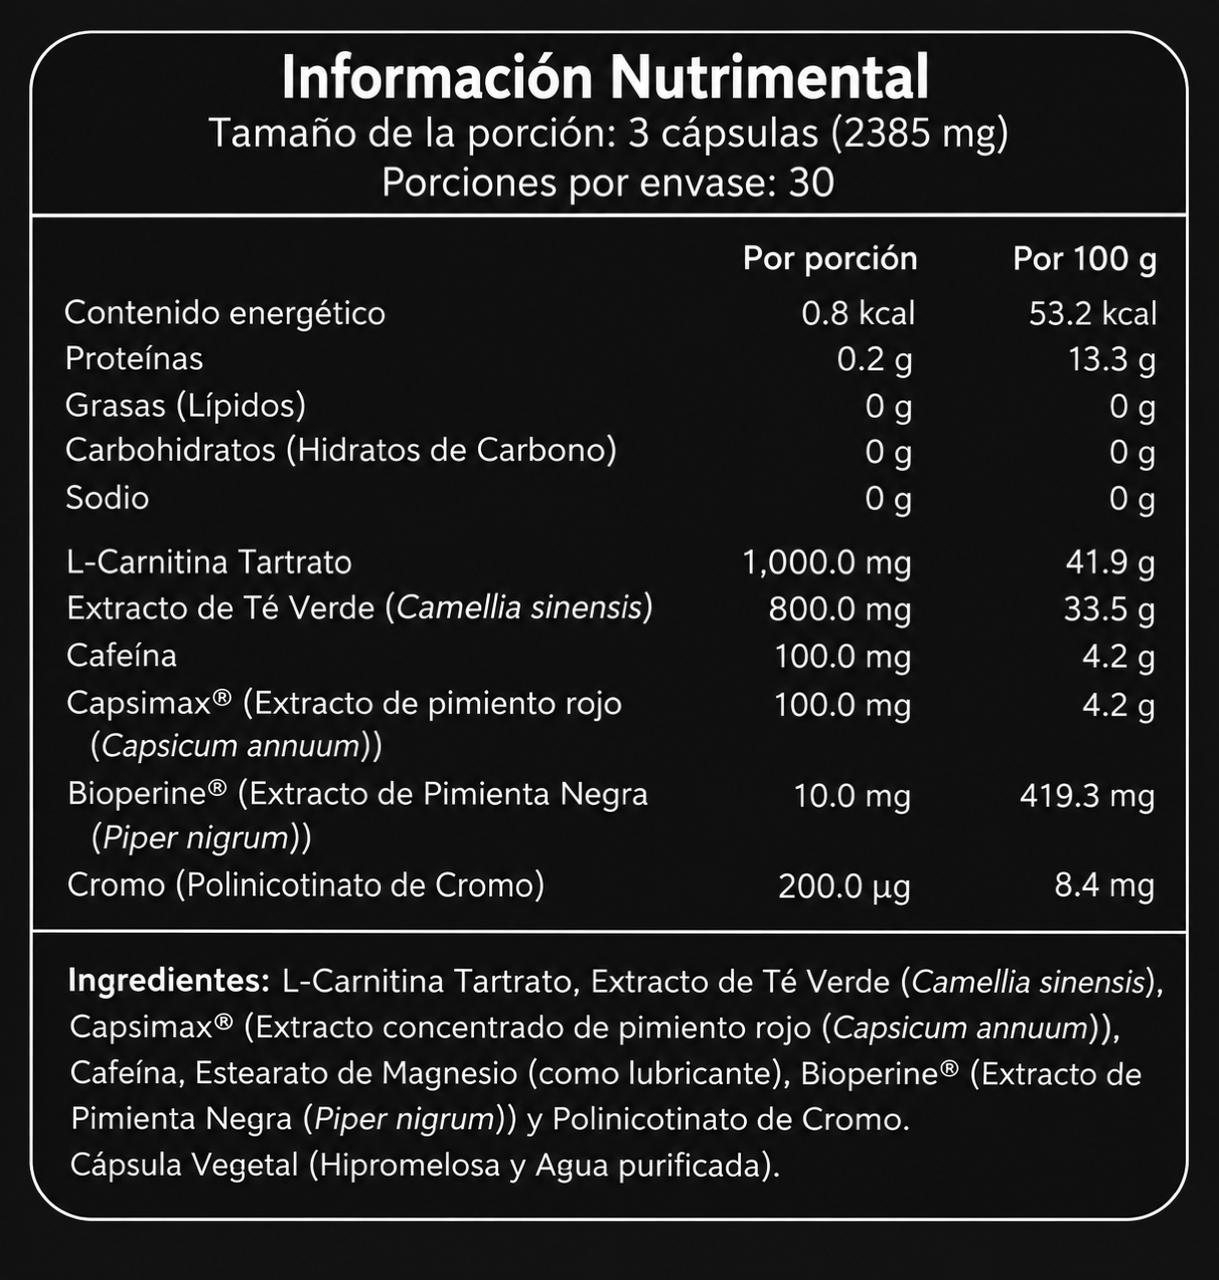 Información Nutrimental
Tamaño de la porción: 3 cápsulas (2385 mg)
Porciones por envase: 30
Por porción Por 100 g
Contenido energético 0.8 kcal 53.2 kcal
Proteínas 0.2 g 13.3 g
Grasas (Lípidos) 0 g 0 g
Carbohidratos (Hidratos de Carbono) 0 g 0 g
Sodio 0 g 0 g
L-Carnitina Tartrato 1,000.0 mg 41.9 g
Extracto de Té Verde (Camellia sinensis) 800.0 mg 33.5 g
Cafeína 100.0 mg 4.2 g
Capsimax® (Extracto de pimiento rojo 100.0 mg 4.2 g
(Capsicum annuum))
Bioperine® (Extracto de Pimienta Negra 10.0 mg 419.3 mg
(Piper nigrum))
Cromo (Polinicotinato de Cromo) 200.0 µg 8.4 mg
Ingredientes: L-Carnitina Tartrato, Extracto de Té Verde (Camellia sinensis),
Capsimax® (Extracto concentrado de pimiento rojo (Capsicum annuum)),
Cafeína, Estearato de Magnesio (como lubricante), Bioperine® (Extracto de
Pimienta Negra (Piper nigrum)) y Polinicotinato de Cromo.
Cápsula Vegetal (Hipromelosa y Agua purificada).